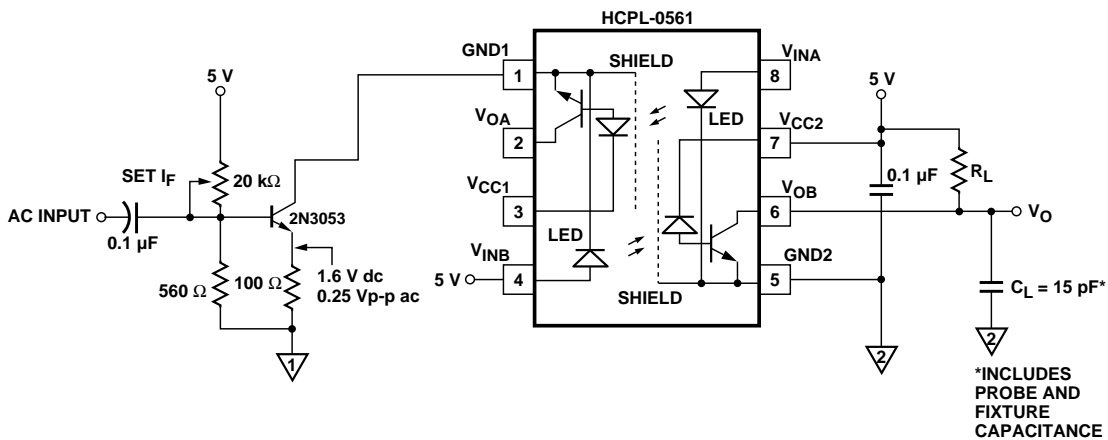 HCPL-0561
GND1
1
SHIELD
VINA
8
5 V
VOA
2
LED
VCC2
7
5 V
SET IF
20 kΩ
0.1 µF
RL
AC INPUT
2N3053
VCC1
3
VOB
6
VO
0.1 µF
LED
VINB
5 V
4
GND2
5
560 Ω
100 Ω
1.6 V dc
0.25 Vp-p ac
SHIELD
CL = 15 pF*
1
2
2
*INCLUDES
PROBE AND
FIXTURE
CAPACITANCE